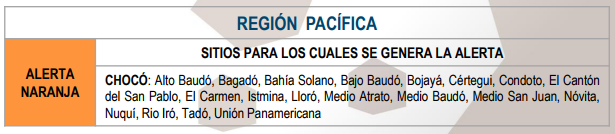 REGIÓN PACÍFICA
SITIOS PARA LOS CUALES SE GENERA LA ALERTA
ALERTA
NARANJA
CHOCÓ: Alto Baudó, Bagadó, Bahía Solano, Bajo Baudó, Bojayá, Cértegui, Condoto, El Cantón
del San Pablo, El Carmen, Istmina, Lloró, Medio Atrato, Medio Baudó, Medio San Juan, Nóvita,
Nuquí, Rio Iró, Tadó, Unión Panamericana